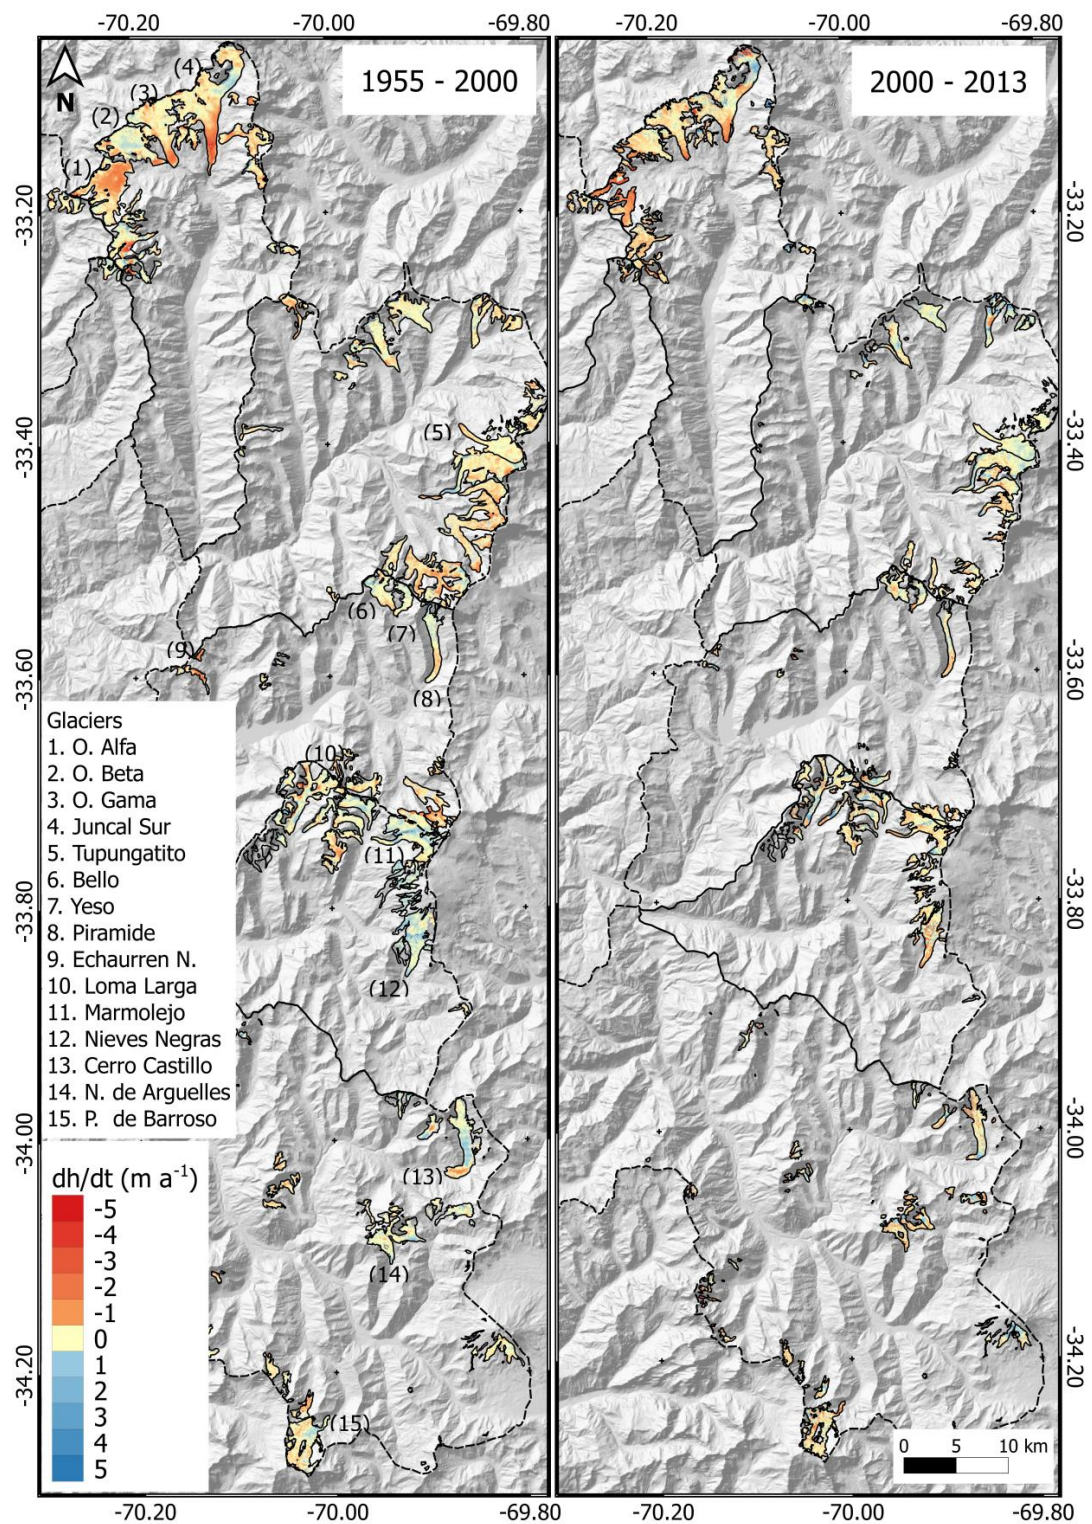 -70.20 -70.00 -69.80 -70.20 -70.00 -69.80
1955 - 2000
2000 - 2013
N
(4)
(3)
(2)
(1)
-33.20
-33.20
(5)
-33.40
-33.40
(6)
(7)
(9)
(8)
-33.60
-33.60
Glaciers
1. O. Alfa
2. O. Beta
3. O. Gama
4. Juncal Sur
5. Tupungatito
6. Bello
7. Yeso
8. Piramide
9. Echaurren N.
10. Loma Larga
11. Marmolejo
12. Nieves Negras
13. Cerro Castillo
14. N. de Arguelles
15. P. de Barroso
(10)
(11)
-33.80
-33.80
(12)
-34.00
-34.00
(13)
(14)
dh/dt (m a⁻¹)
-5
-4
-3
-2
-1
0
1
2
3
4
5
-34.20
-34.20
(15)
0 5 10 km
-70.20 -70.00 -69.80 -70.20 -70.00 -69.80